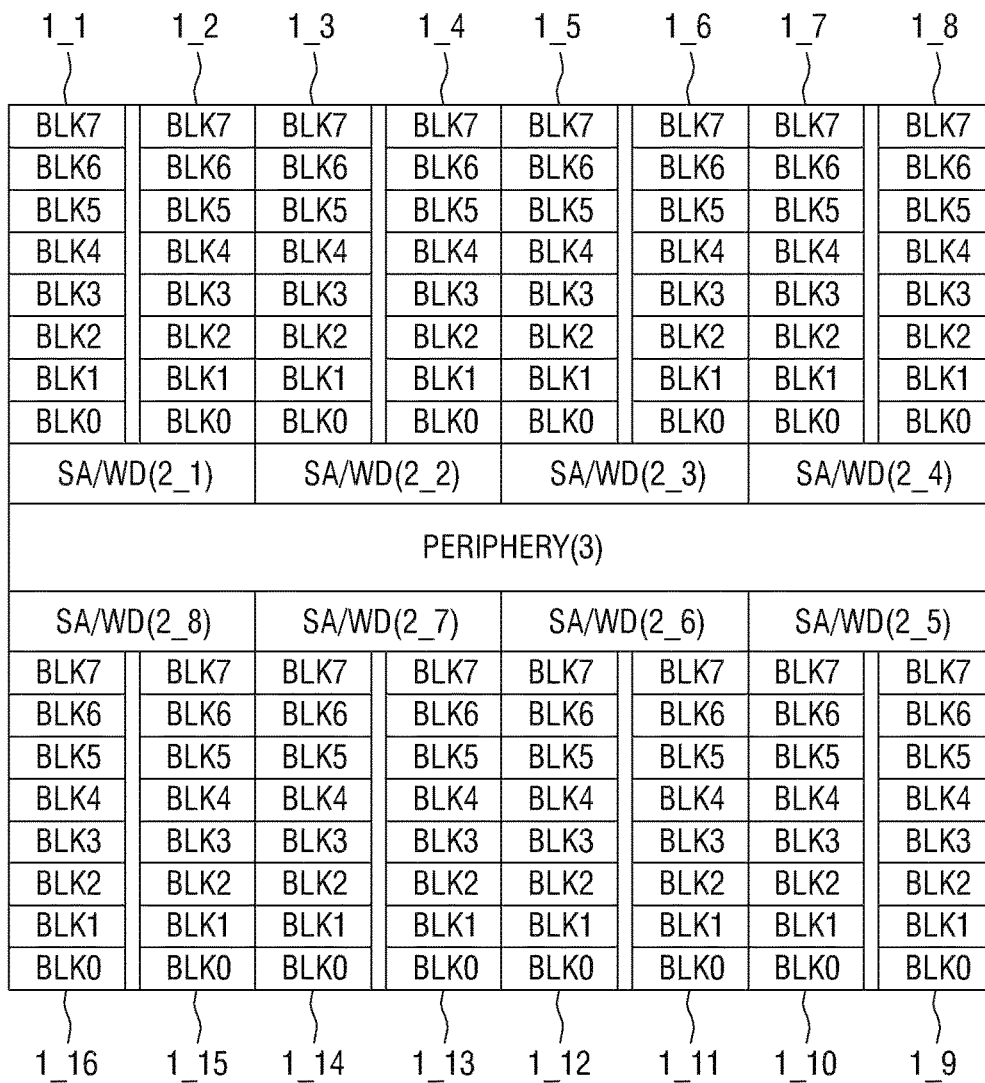 1_1 1_2 1_3 1_4 1_5 1_6 1_7 1_8
BLK7 BLK7 BLK7 BLK7 BLK7 BLK7 BLK7 BLK7
BLK6 BLK6 BLK6 BLK6 BLK6 BLK6 BLK6 BLK6
BLK5 BLK5 BLK5 BLK5 BLK5 BLK5 BLK5 BLK5
BLK4 BLK4 BLK4 BLK4 BLK4 BLK4 BLK4 BLK4
BLK3 BLK3 BLK3 BLK3 BLK3 BLK3 BLK3 BLK3
BLK2 BLK2 BLK2 BLK2 BLK2 BLK2 BLK2 BLK2
BLK1 BLK1 BLK1 BLK1 BLK1 BLK1 BLK1 BLK1
BLK0 BLK0 BLK0 BLK0 BLK0 BLK0 BLK0 BLK0
SA/WD(2_1) SA/WD(2_2) SA/WD(2_3) SA/WD(2_4)
PERIPHERY(3)
SA/WD(2_8) SA/WD(2_7) SA/WD(2_6) SA/WD(2_5)
BLK7 BLK7 BLK7 BLK7 BLK7 BLK7 BLK7 BLK7
BLK6 BLK6 BLK6 BLK6 BLK6 BLK6 BLK6 BLK6
BLK5 BLK5 BLK5 BLK5 BLK5 BLK5 BLK5 BLK5
BLK4 BLK4 BLK4 BLK4 BLK4 BLK4 BLK4 BLK4
BLK3 BLK3 BLK3 BLK3 BLK3 BLK3 BLK3 BLK3
BLK2 BLK2 BLK2 BLK2 BLK2 BLK2 BLK2 BLK2
BLK1 BLK1 BLK1 BLK1 BLK1 BLK1 BLK1 BLK1
BLK0 BLK0 BLK0 BLK0 BLK0 BLK0 BLK0 BLK0
1_16 1_15 1_14 1_13 1_12 1_11 1_10 1_9